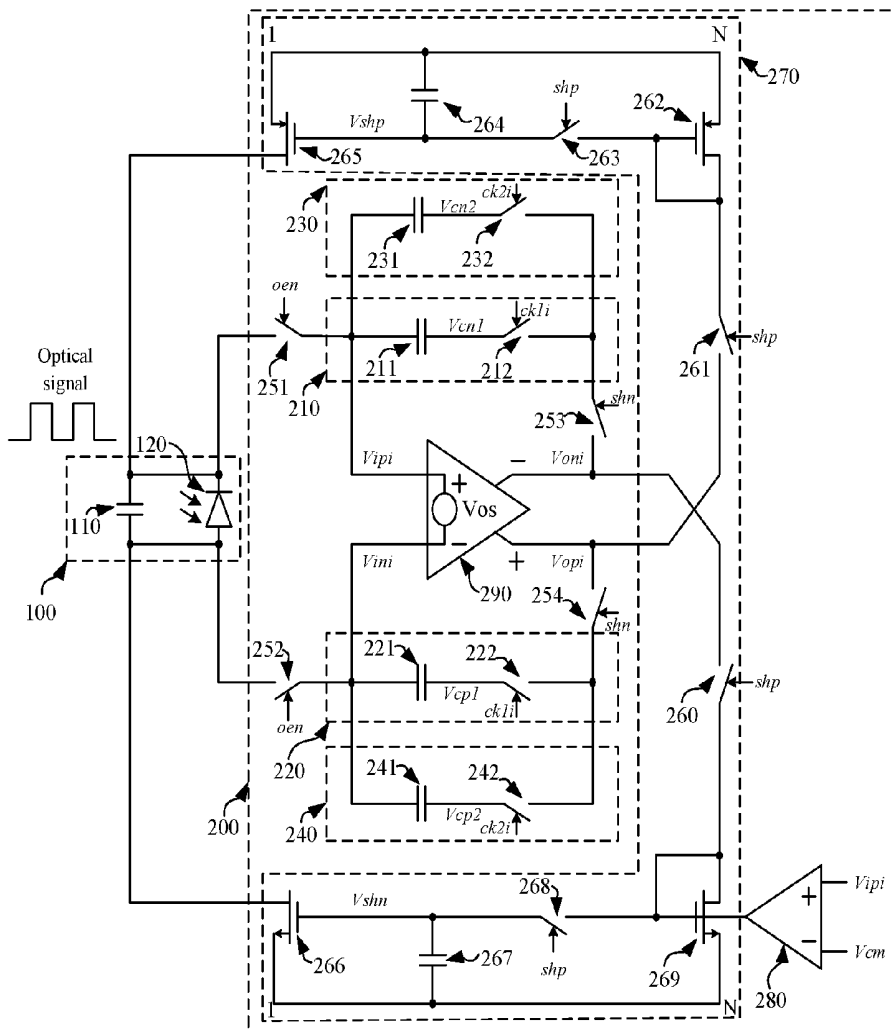 I
N
270
shp
262
Vshp
264
265
263
230
ck2i
Vcn2
231
232
oen
ck1i
Vcn1
shp
261
Optical
signal
251
211
212
210
shn
253
120
Vipi
−
Voni
+
Vos
110
−
Vini
+
Vopi
290
254
100
shn
252
221
222
shp
Vcp1
260
ck1i
oen
220
241
242
200
240
Vcp2
ck2i
268
Vshn
Vipi
+
−
266
267
shp
269
Vcm
280
I
N